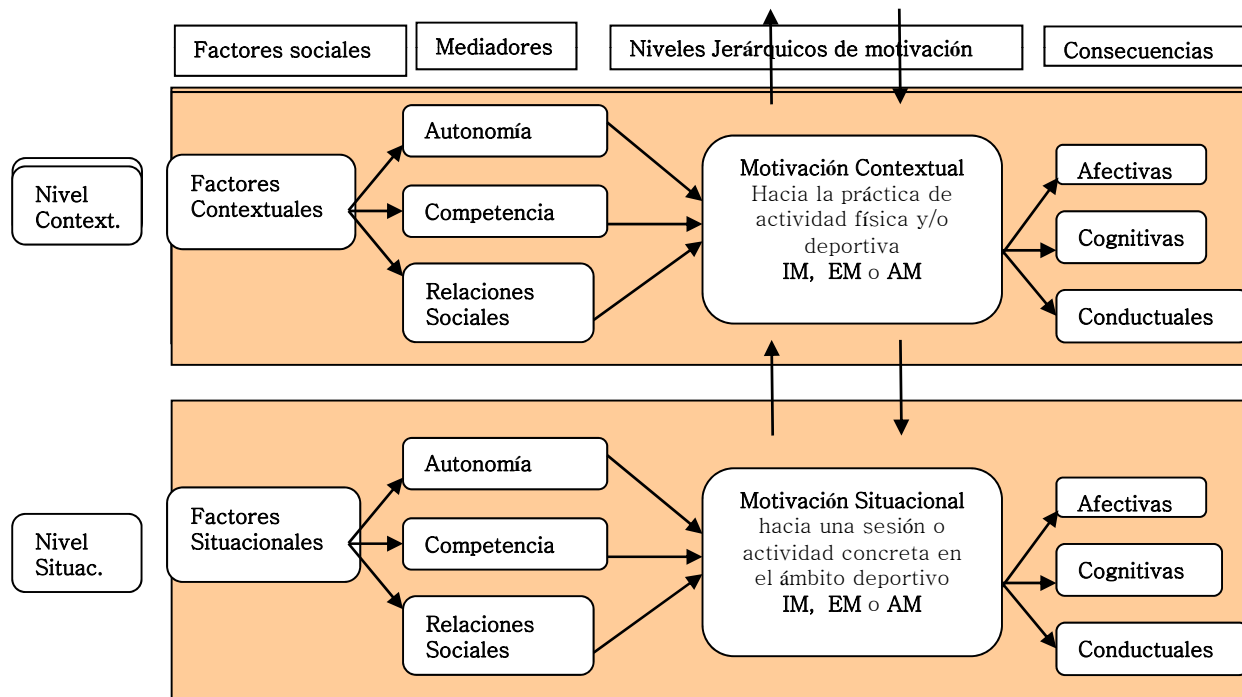 Factores sociales
Mediadores
Niveles Jerárquicos de motivación
Consecuencias
Nivel
Context.
Factores
Contextuales
Autonomía
Competencia
Relaciones
Sociales
Motivación Contextual
Hacia la práctica de
actividad física y/o
deportiva
IM, EM o AM
Afectivas
Cognitivas
Conductuales
Nivel
Situac.
Factores
Situacionales
Autonomía
Competencia
Relaciones
Sociales
Motivación Situacional
hacia una sesión o
actividad concreta en
el ámbito deportivo
IM, EM o AM
Afectivas
Cognitivas
Conductuales